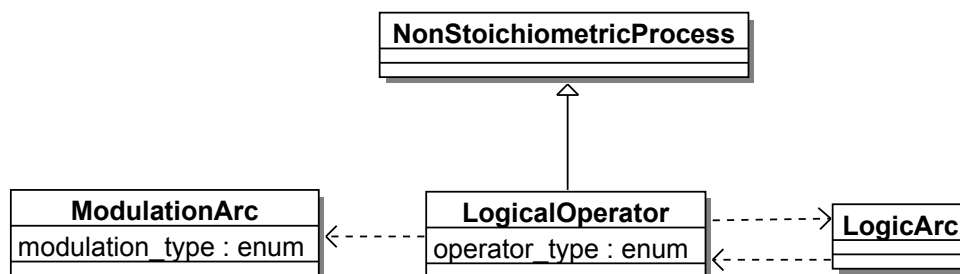 NonStoichiometricProcess
ModulationArc
modulation_type : enum
LogicalOperator
operator_type : enum
LogicArc